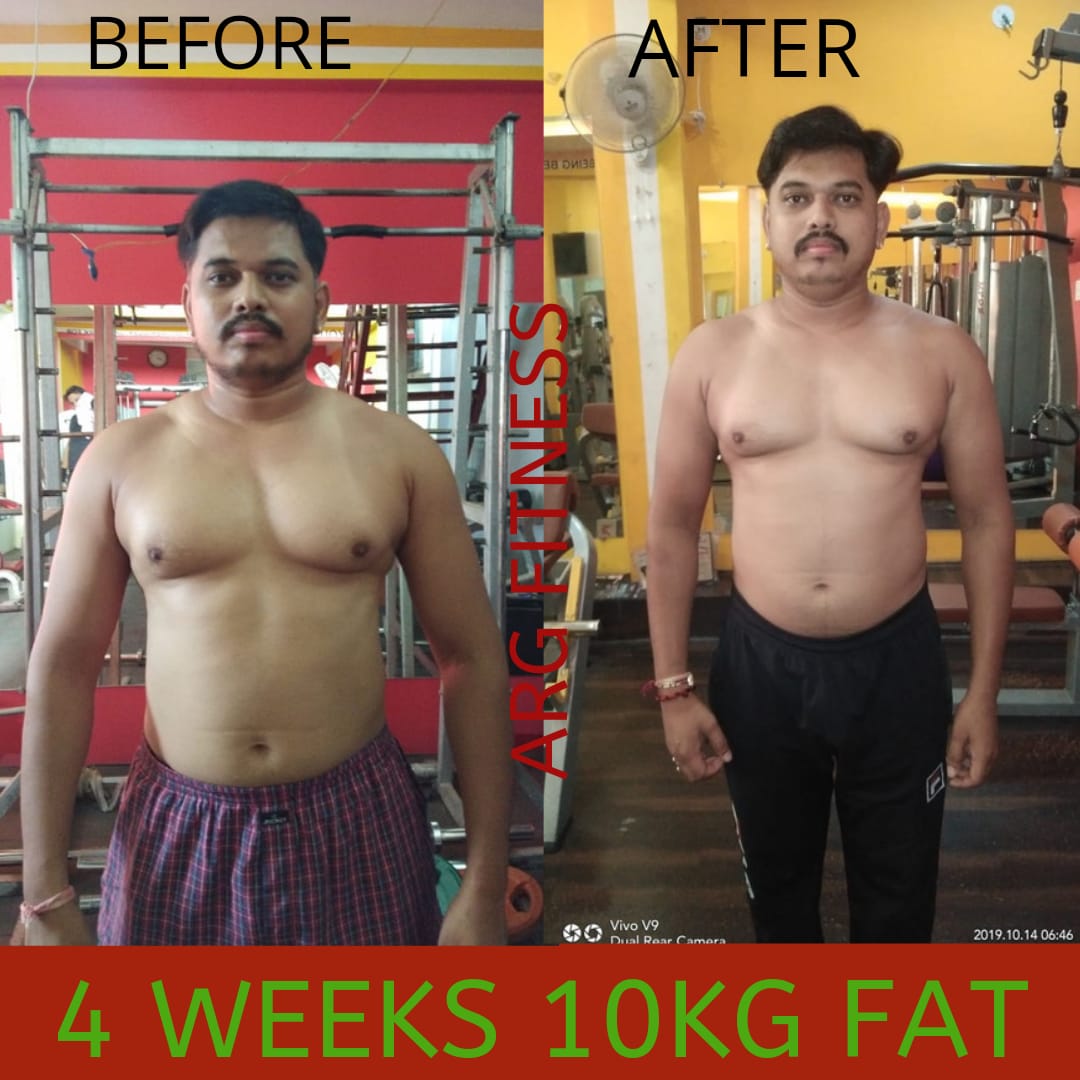 BEFORE
AFTER
ARG FITNESS
Vivo V9
Dual Rear Camera
2019.10.14 06:46
4 WEEKS 10KG FAT